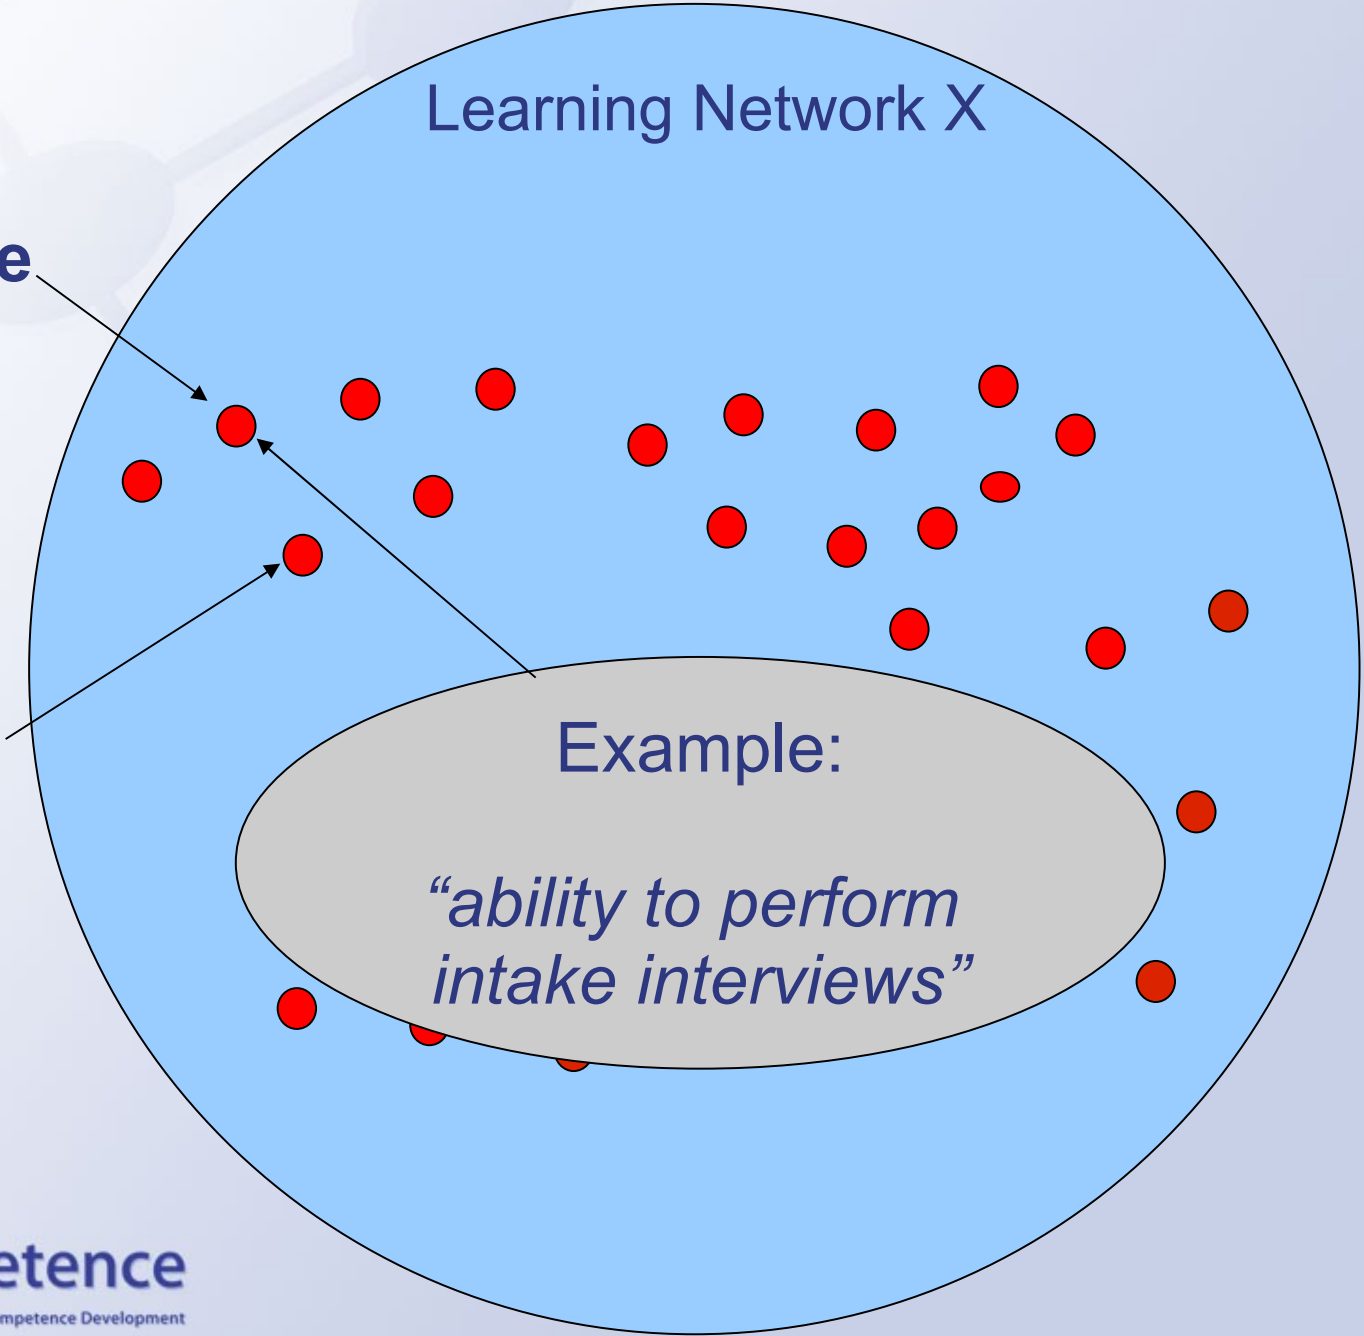 Learning Network X
e
Example:
“ability to perform
intake interviews”
etence
mpetence Development